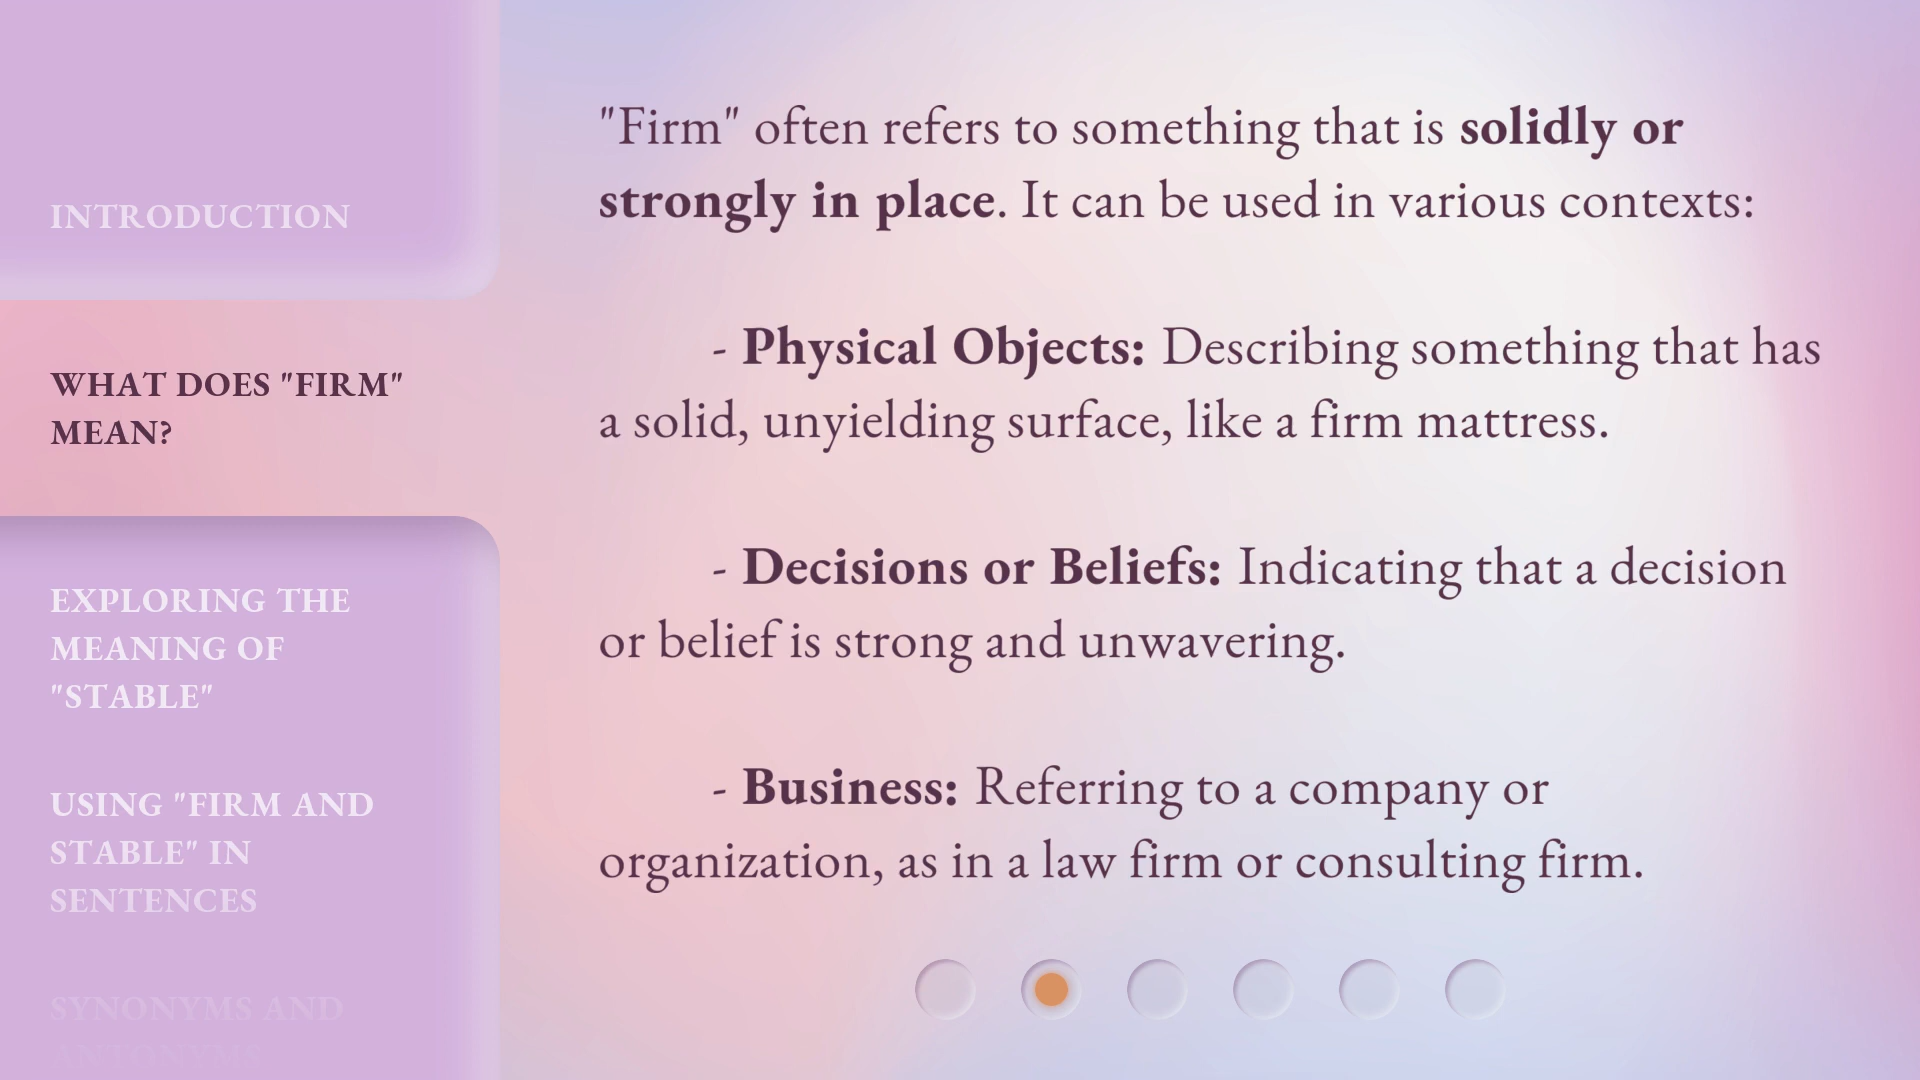 INTRODUCTION
WHAT DOES "FIRM"
MEAN?
EXPLORING THE
MEANING OF
"STABLE"
USING "FIRM AND
STABLE" IN
SENTENCES
SYNONYMS AND
ANTONYMS
"Firm" often refers to something that is solidly or
strongly in place. It can be used in various contexts:
- Physical Objects: Describing something that has
a solid, unyielding surface, like a firm mattress.
- Decisions or Beliefs: Indicating that a decision
or belief is strong and unwavering.
- Business: Referring to a company or
organization, as in a law firm or consulting firm.